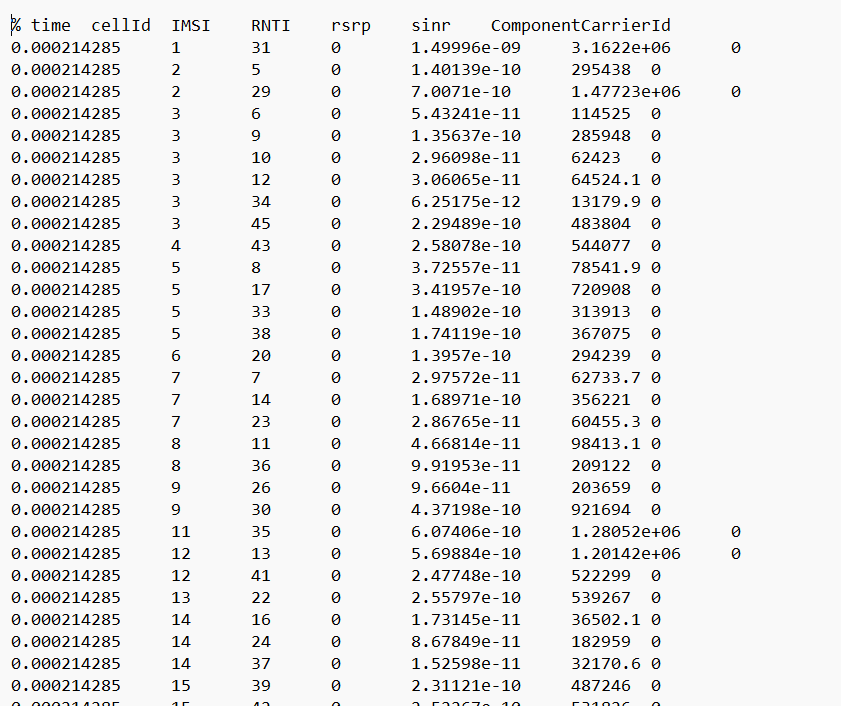 % time cellId IMSI RNTI rsrp sinr ComponentCarrierId
0.000214285 1 31 0 1.49996e-09 3.1622e+06 0
0.000214285 2 5 0 1.40139e-10 295438 0
0.000214285 2 29 0 7.0071e-10 1.47723e+06 0
0.000214285 3 6 0 5.43241e-11 114525 0
0.000214285 3 9 0 1.35637e-10 285948 0
0.000214285 3 10 0 2.96098e-11 62423 0
0.000214285 3 12 0 3.06065e-11 64524.1 0
0.000214285 3 34 0 6.25175e-12 13179.9 0
0.000214285 3 45 0 2.29489e-10 483804 0
0.000214285 4 43 0 2.58078e-10 544077 0
0.000214285 5 8 0 3.72557e-11 78541.9 0
0.000214285 5 17 0 3.41957e-10 720908 0
0.000214285 5 33 0 1.48902e-10 313913 0
0.000214285 5 38 0 1.74119e-10 367075 0
0.000214285 6 20 0 1.3957e-10 294239 0
0.000214285 7 7 0 2.97572e-11 62733.7 0
0.000214285 7 14 0 1.68971e-10 356221 0
0.000214285 7 23 0 2.86765e-11 60455.3 0
0.000214285 8 11 0 4.66814e-11 98413.1 0
0.000214285 8 36 0 9.91953e-11 209122 0
0.000214285 9 26 0 9.6604e-11 203659 0
0.000214285 9 30 0 4.37198e-10 921694 0
0.000214285 11 35 0 6.07406e-10 1.28052e+06 0
0.000214285 12 13 0 5.69884e-10 1.20142e+06 0
0.000214285 12 41 0 2.47748e-10 522299 0
0.000214285 13 22 0 2.55797e-10 539267 0
0.000214285 14 16 0 1.73145e-11 36502.1 0
0.000214285 14 24 0 8.67849e-11 182959 0
0.000214285 14 37 0 1.52598e-11 32170.6 0
0.000214285 15 39 0 2.31121e-10 487246 0